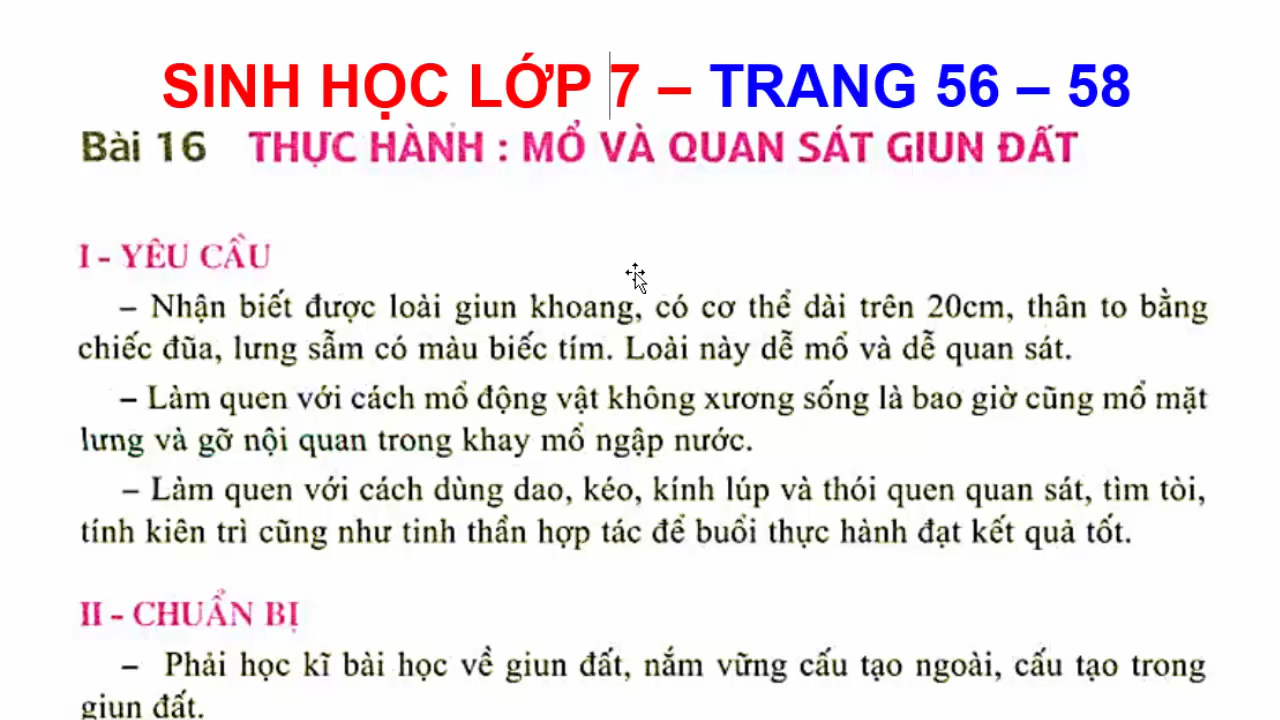 SINH HỌC LỚP 7 – TRANG 56 – 58
Bài 16 THỰC HÀNH : MỔ VÀ QUAN SÁT GIUN ĐẤT
I - YÊU CẦU
– Nhận biết được loài giun khoang, có cơ thể dài trên 20cm, thân to bằng
chiếc đũa, lưng sẫm có màu biếc tím. Loài này dễ mổ và dễ quan sát.
– Làm quen với cách mổ động vật không xương sống là bao giờ cũng mổ mặt
lưng và gỡ nội quan trong khay mổ ngập nước.
– Làm quen với cách dùng dao, kéo, kính lúp và thói quen quan sát, tìm tòi,
tính kiên trì cũng như tinh thần hợp tác để buổi thực hành đạt kết quả tốt.
II - CHUẨN BỊ
– Phải học kĩ bài học về giun đất, nắm vững cấu tạo ngoài, cấu tạo trong
giun đất.